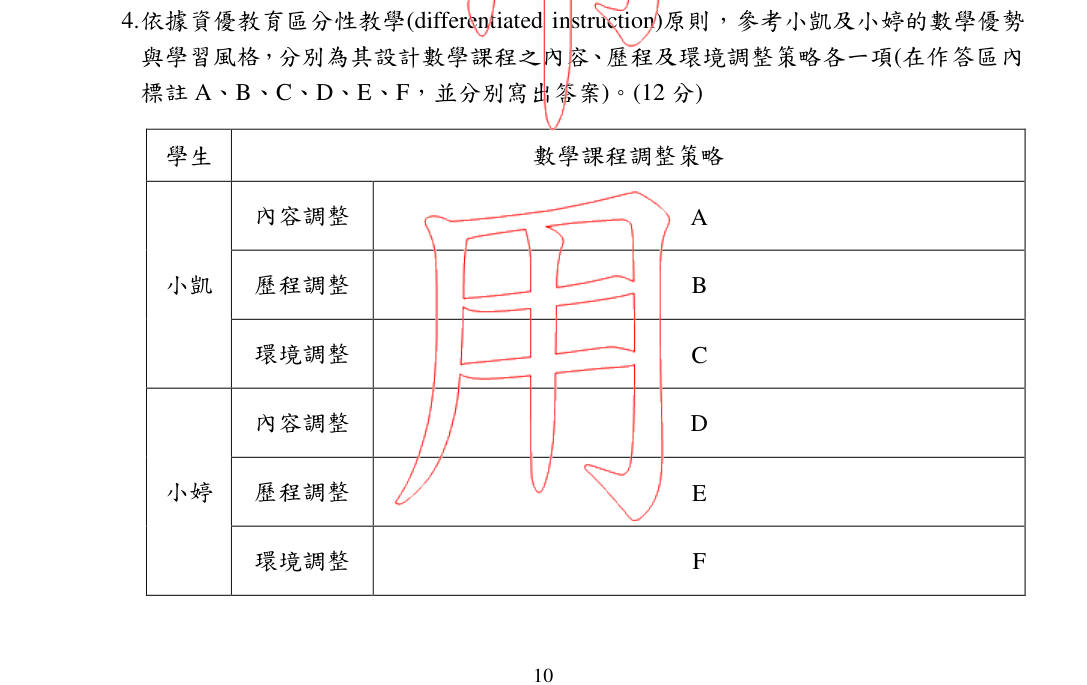 4.依據資優教育區分性教學(differentiated instruction)原則，參考小凱及小婷的數學優勢
與學習風格，分別為其設計數學課程之內容、歷程及環境調整策略各一項(在作答區內
標註 A、B、C、D、E、F，並分別寫出答案)。(12 分)
學生 數學課程調整策略
小凱 內容調整 A
歷程調整 B
環境調整 C
小婷 內容調整 D
歷程調整 E
環境調整 F
用
10